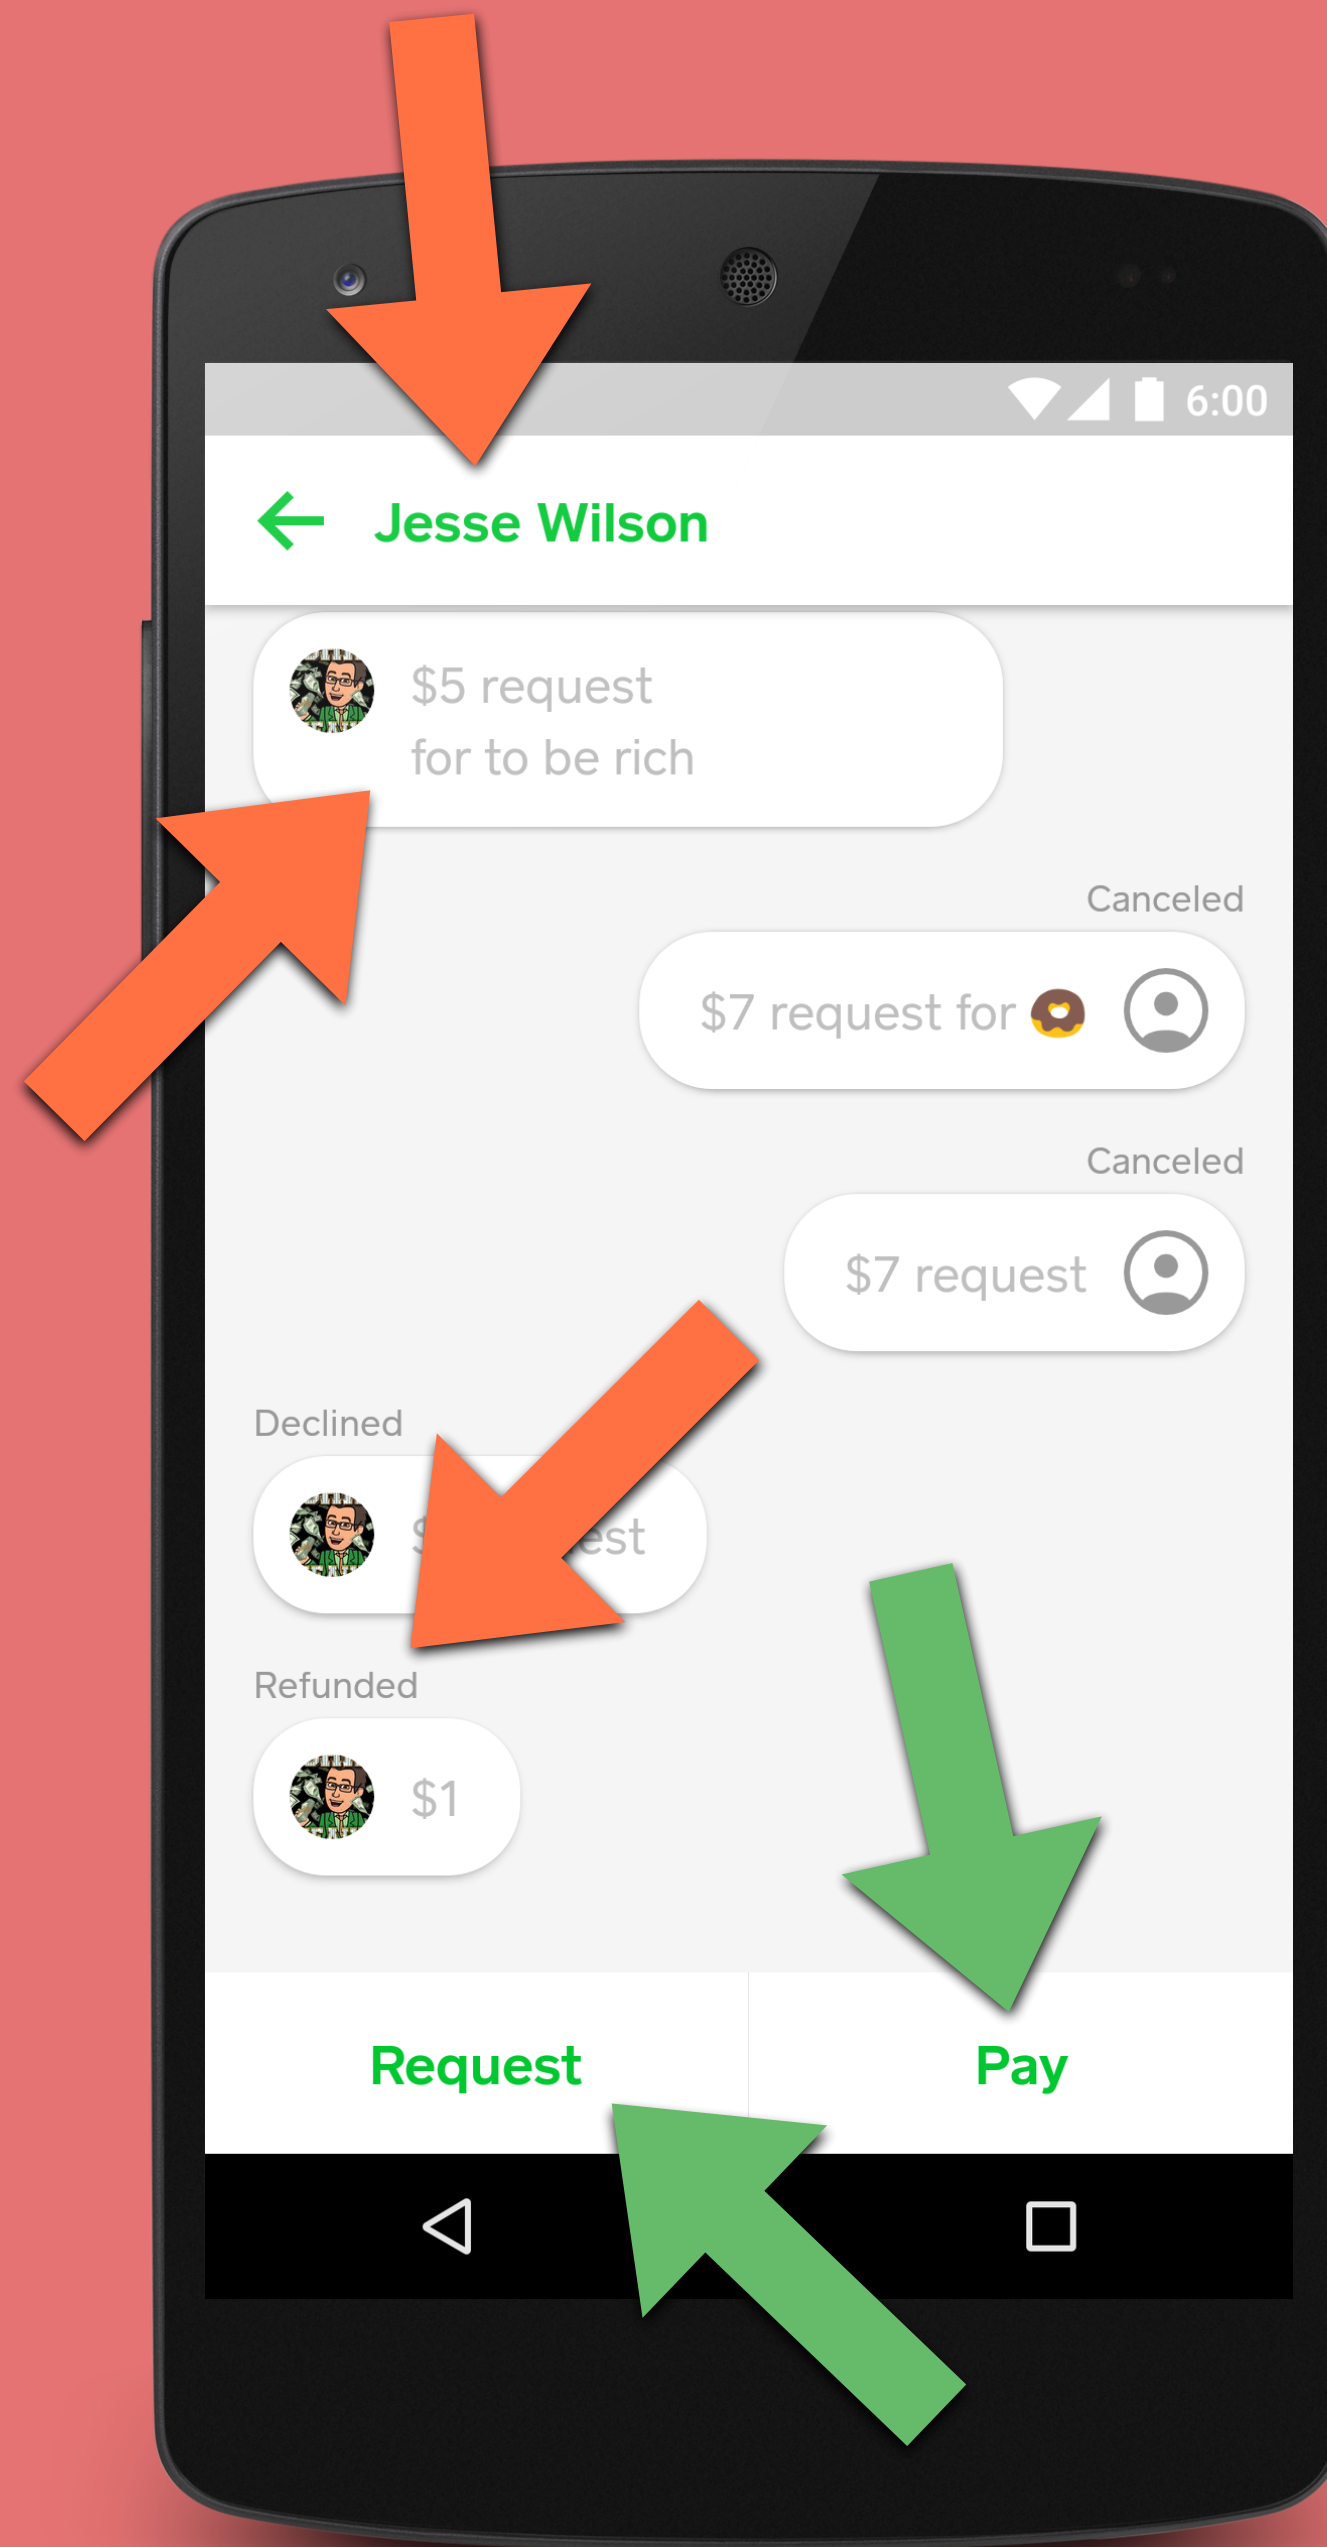 6:00
Jesse Wilson
$5 request
for to be rich
Canceled
$7 request for 🍩
Canceled
$7 request
Declined
Refunded
$1
Request
Pay